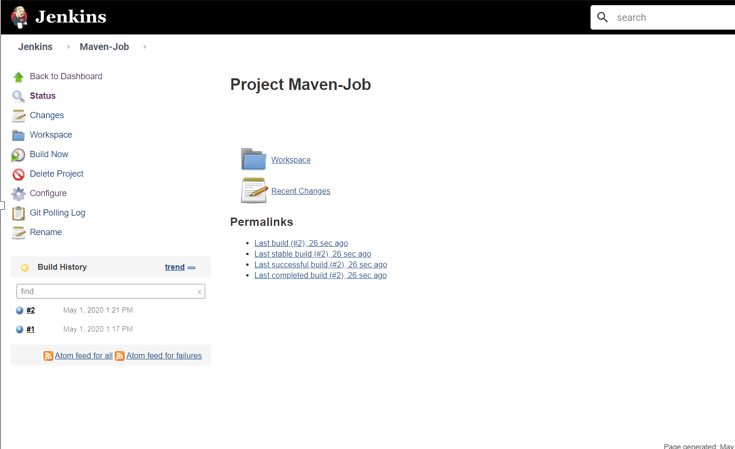 Jenkins
search
Jenkins
Maven-Job
Back to Dashboard
Status
Changes
Workspace
Build Now
Delete Project
Configure
Git Polling Log
Rename
Build History
trend
find
x
#2 May 1, 2020 1:21 PM
#1 May 1, 2020 1:17 PM
Atom feed for all Atom feed for failures
Project Maven-Job
Workspace
Recent Changes
Permalinks
Last build (#2), 26 sec ago
Last stable build (#2), 26 sec ago
Last successful build (#2), 26 sec ago
Last completed build (#2), 26 sec ago
Page generated: May